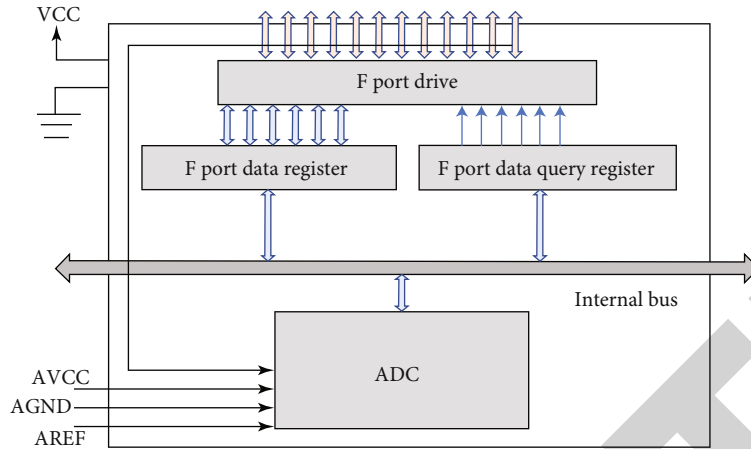 VCC
F port drive
F port data register
F port data query register
Internal bus
ADC
AVCC
AGND
AREF